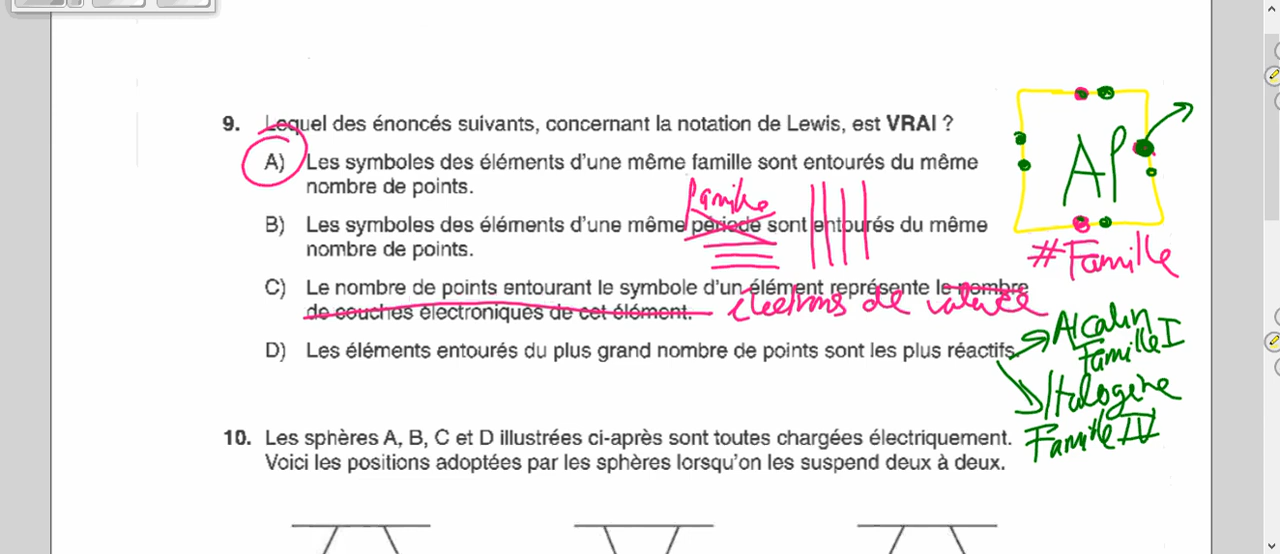 9. Lequel des énoncés suivants, concernant la notation de Lewis, est VRAI ?
A) Les symboles des éléments d'une même famille sont entourés du même
nombre de points.
famille
B) Les symboles des éléments d'une même période sont entourés du même
nombre de points.
C) Le nombre de points entourant le symbole d'un élément représente le nombre
de couches électroniques de cet élément. électrons de valence
D) Les éléments entourés du plus grand nombre de points sont les plus réactifs.
10. Les sphères A, B, C et D illustrées ci-après sont toutes chargées électriquement.
Voici les positions adoptées par les sphères lorsqu'on les suspend deux à deux.
#Famille
Alcalin
Famille I
Halogène
Famille IV